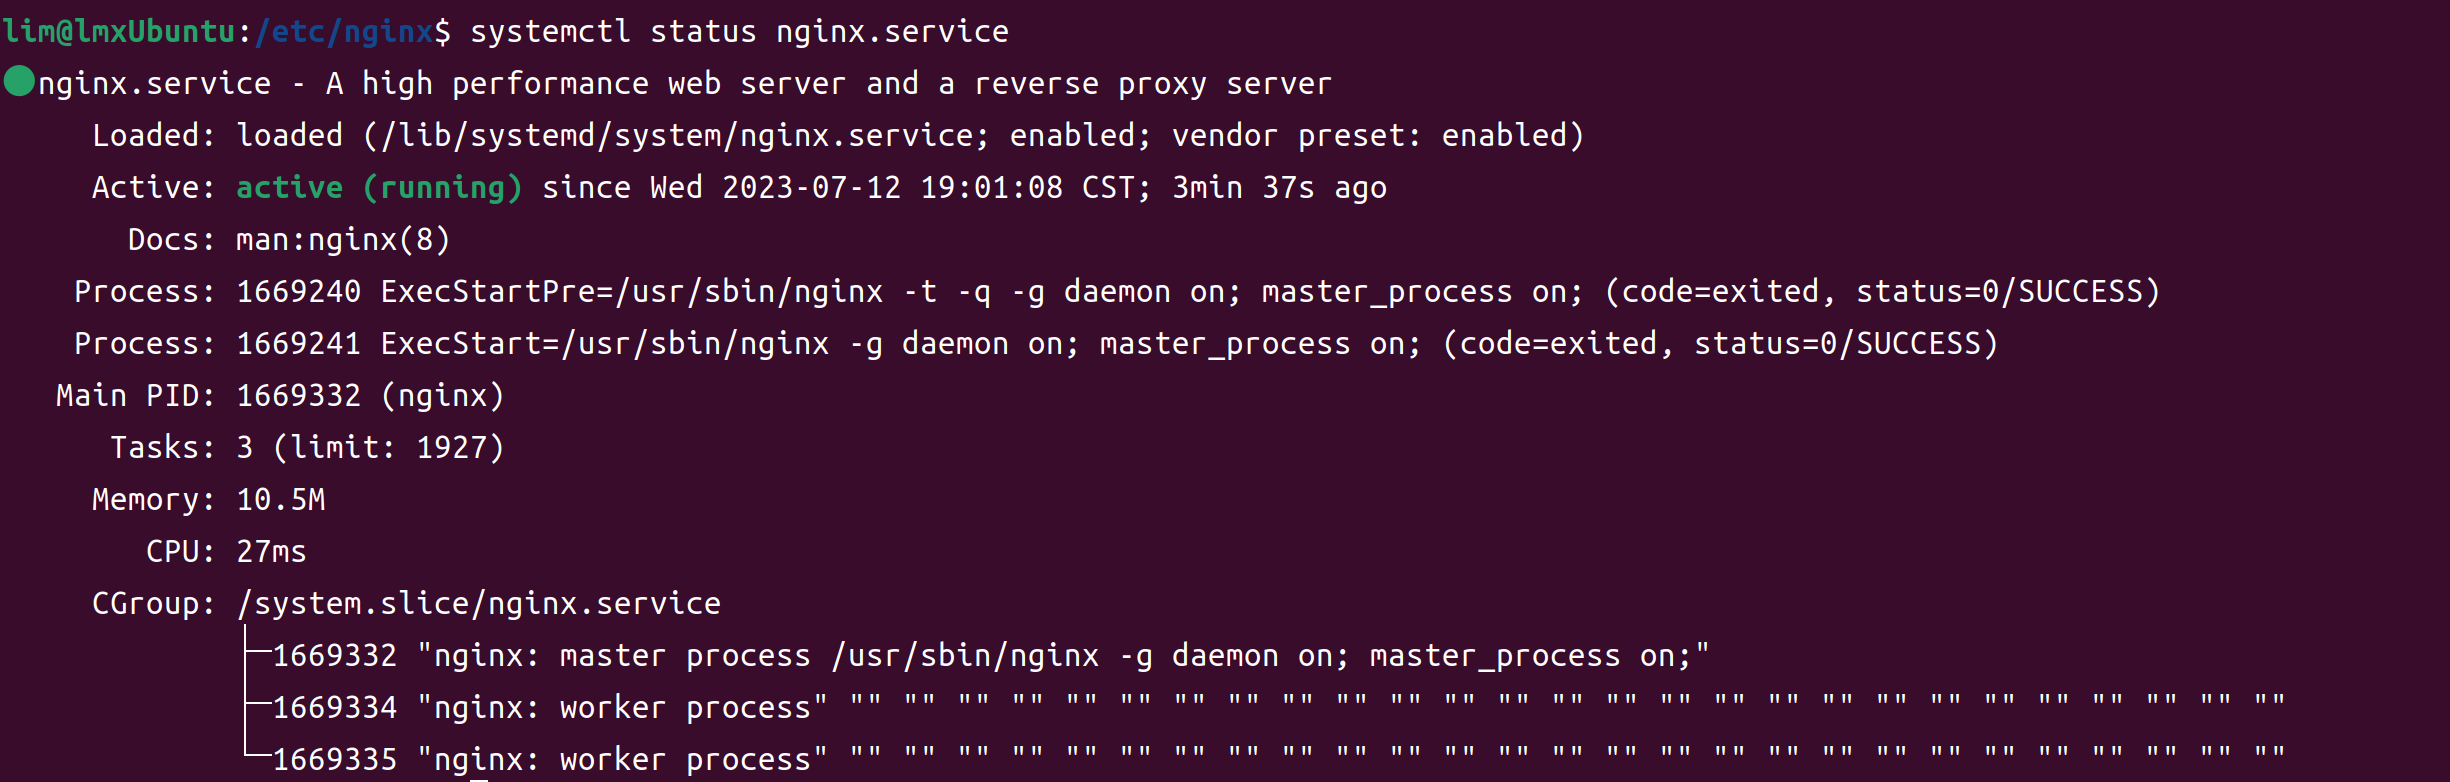 lim@lmxUbuntu:/etc/nginx$ systemctl status nginx.service
●nginx.service - A high performance web server and a reverse proxy server
     Loaded: loaded (/lib/systemd/system/nginx.service; enabled; vendor preset: enabled)
     Active: active (running) since Wed 2023-07-12 19:01:08 CST; 3min 37s ago
       Docs: man:nginx(8)
    Process: 1669240 ExecStartPre=/usr/sbin/nginx -t -q -g daemon on; master_process on; (code=exited, status=0/SUCCESS)
    Process: 1669241 ExecStart=/usr/sbin/nginx -g daemon on; master_process on; (code=exited, status=0/SUCCESS)
   Main PID: 1669332 (nginx)
      Tasks: 3 (limit: 1927)
     Memory: 10.5M
        CPU: 27ms
     CGroup: /system.slice/nginx.service
             ├─1669332 "nginx: master process /usr/sbin/nginx -g daemon on; master_process on;"
             ├─1669334 "nginx: worker process" "" "" "" "" "" "" "" "" "" "" "" "" "" "" "" "" "" "" "" "" "" "" "" "" "" "" ""
             └─1669335 "nginx: worker process" "" "" "" "" "" "" "" "" "" "" "" "" "" "" "" "" "" "" "" "" "" "" "" "" "" "" ""